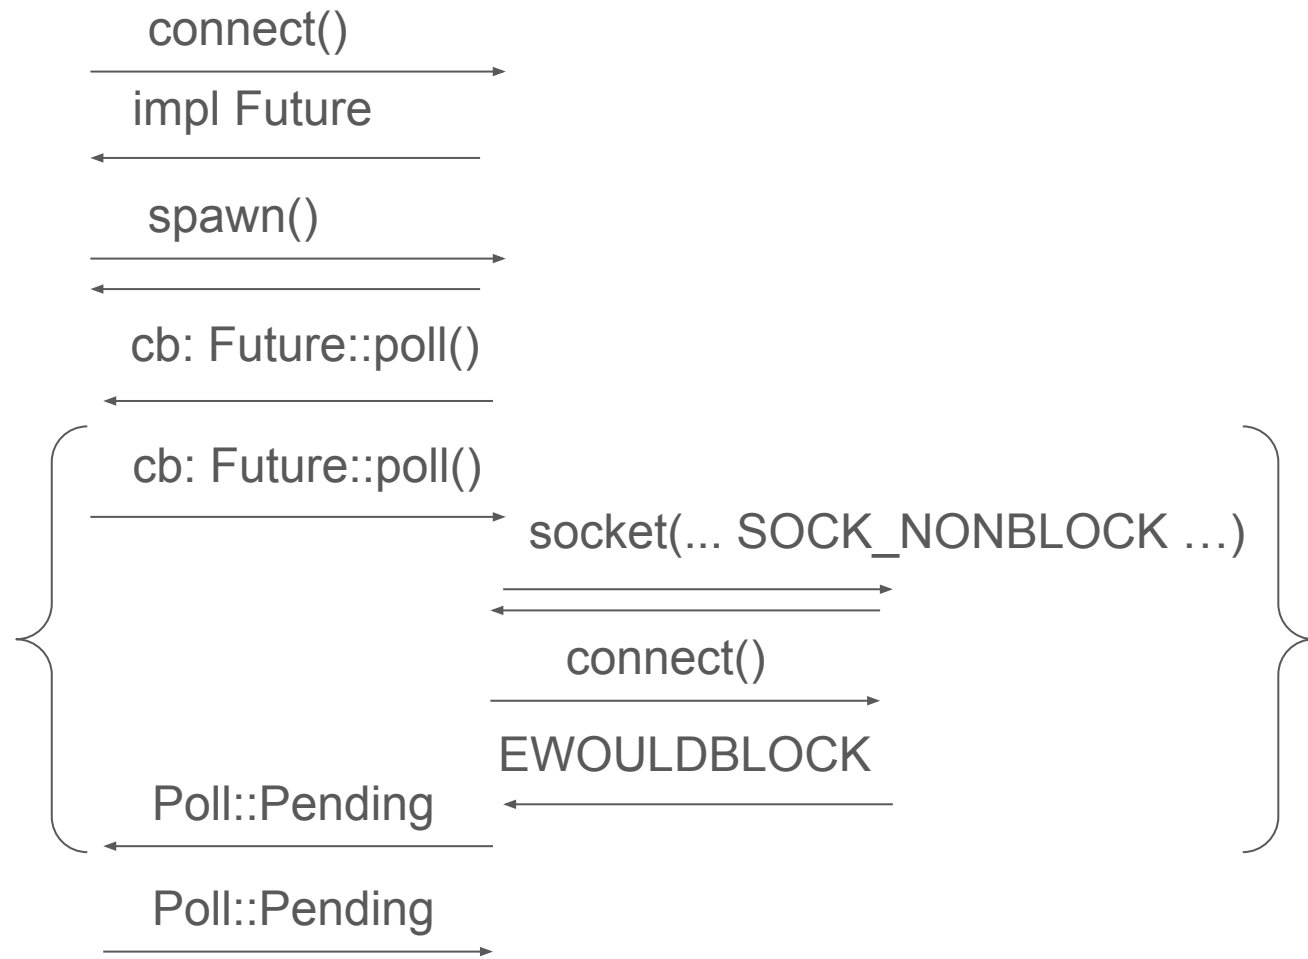 connect()
impl Future
spawn()
cb: Future::poll()
cb: Future::poll()
socket(... SOCK_NONBLOCK …)
connect()
EWOULDBLOCK
Poll::Pending
Poll::Pending